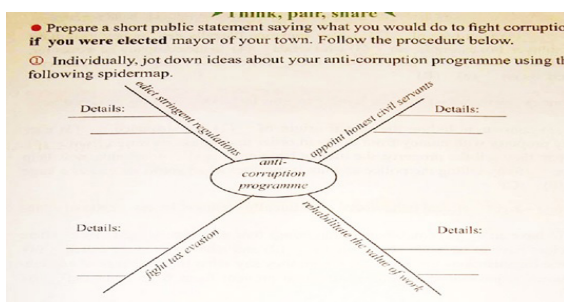 Think, pair, share
● Prepare a short public statement saying what you would do to fight corruptio
if you were elected mayor of your town. Follow the procedure below.
① Individually, jot down ideas about your anti-corruption programme using th
following spidermap.
Details:
edict stringent regulations
appoint honest civil servants
Details:
anti-
corruption
programme
Details:
fight tax evasion
rehabilitate the value of work
Details: